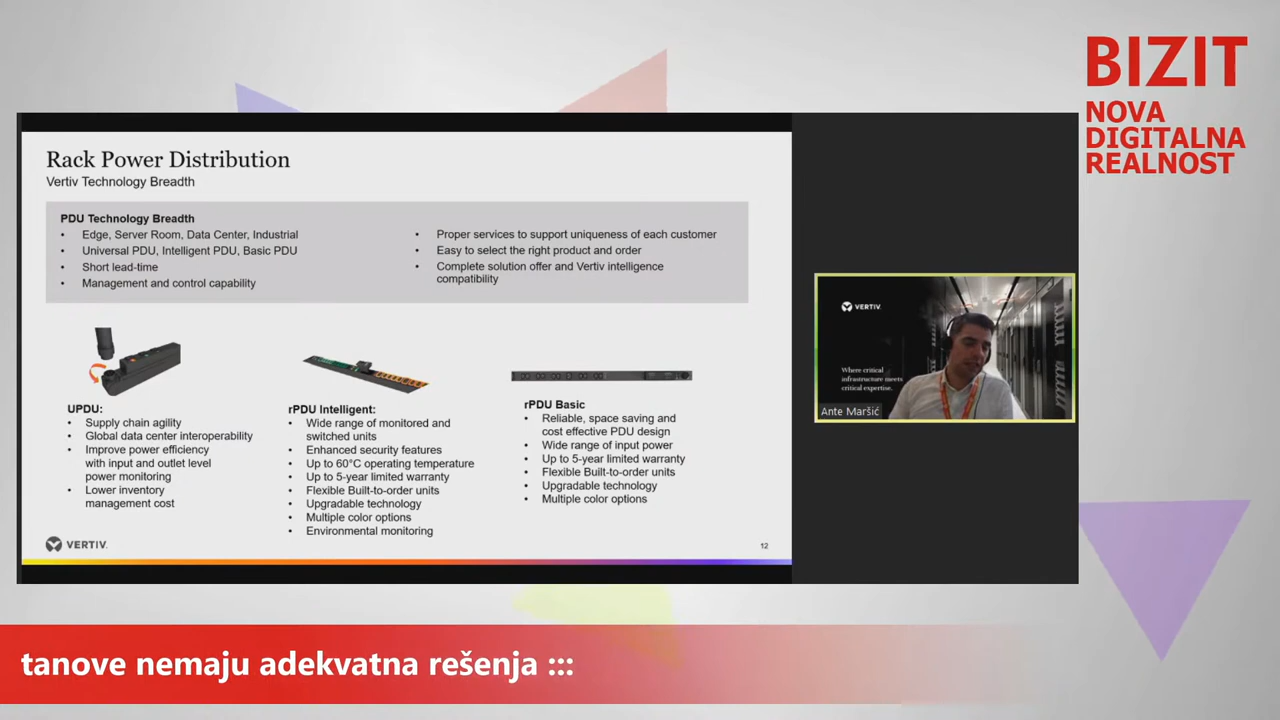 BIZIT
NOVA
DIGITALNA
REALNOST
Rack Power Distribution
Vertiv Technology Breadth
PDU Technology Breadth
• Edge, Server Room, Data Center, Industrial
• Universal PDU, Intelligent PDU, Basic PDU
• Short lead-time
• Management and control capability
• Proper services to support uniqueness of each customer
• Easy to select the right product and order
• Complete solution offer and Vertiv intelligence
compatibility
UPDU:
• Supply chain agility
• Global data center interoperability
• Improve power efficiency
with input and outlet level
power monitoring
• Lower inventory
management cost
rPDU Intelligent:
• Wide range of monitored and
switched units
• Enhanced security features
• Up to 60°C operating temperature
• Up to 5-year limited warranty
• Flexible Built-to-order units
• Upgradable technology
• Multiple color options
• Environmental monitoring
rPDU Basic
• Reliable, space saving and
cost effective PDU design
• Wide range of input power
• Up to 5-year limited warranty
• Flexible Built-to-order units
• Upgradable technology
• Multiple color options
VERTIV.
12
VERTIV.
Where critical
infrastructure meets
critical expertise.
Ante Maršić
tanove nemaju adekvatna rešenja :::